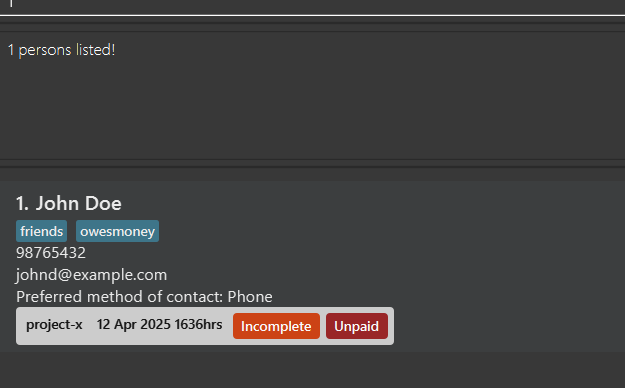 1 persons listed!
1. John Doe
friends owesmoney
98765432
johnd@example.com
Preferred method of contact: Phone
project-x 12 Apr 2025 1636hrs Incomplete Unpaid